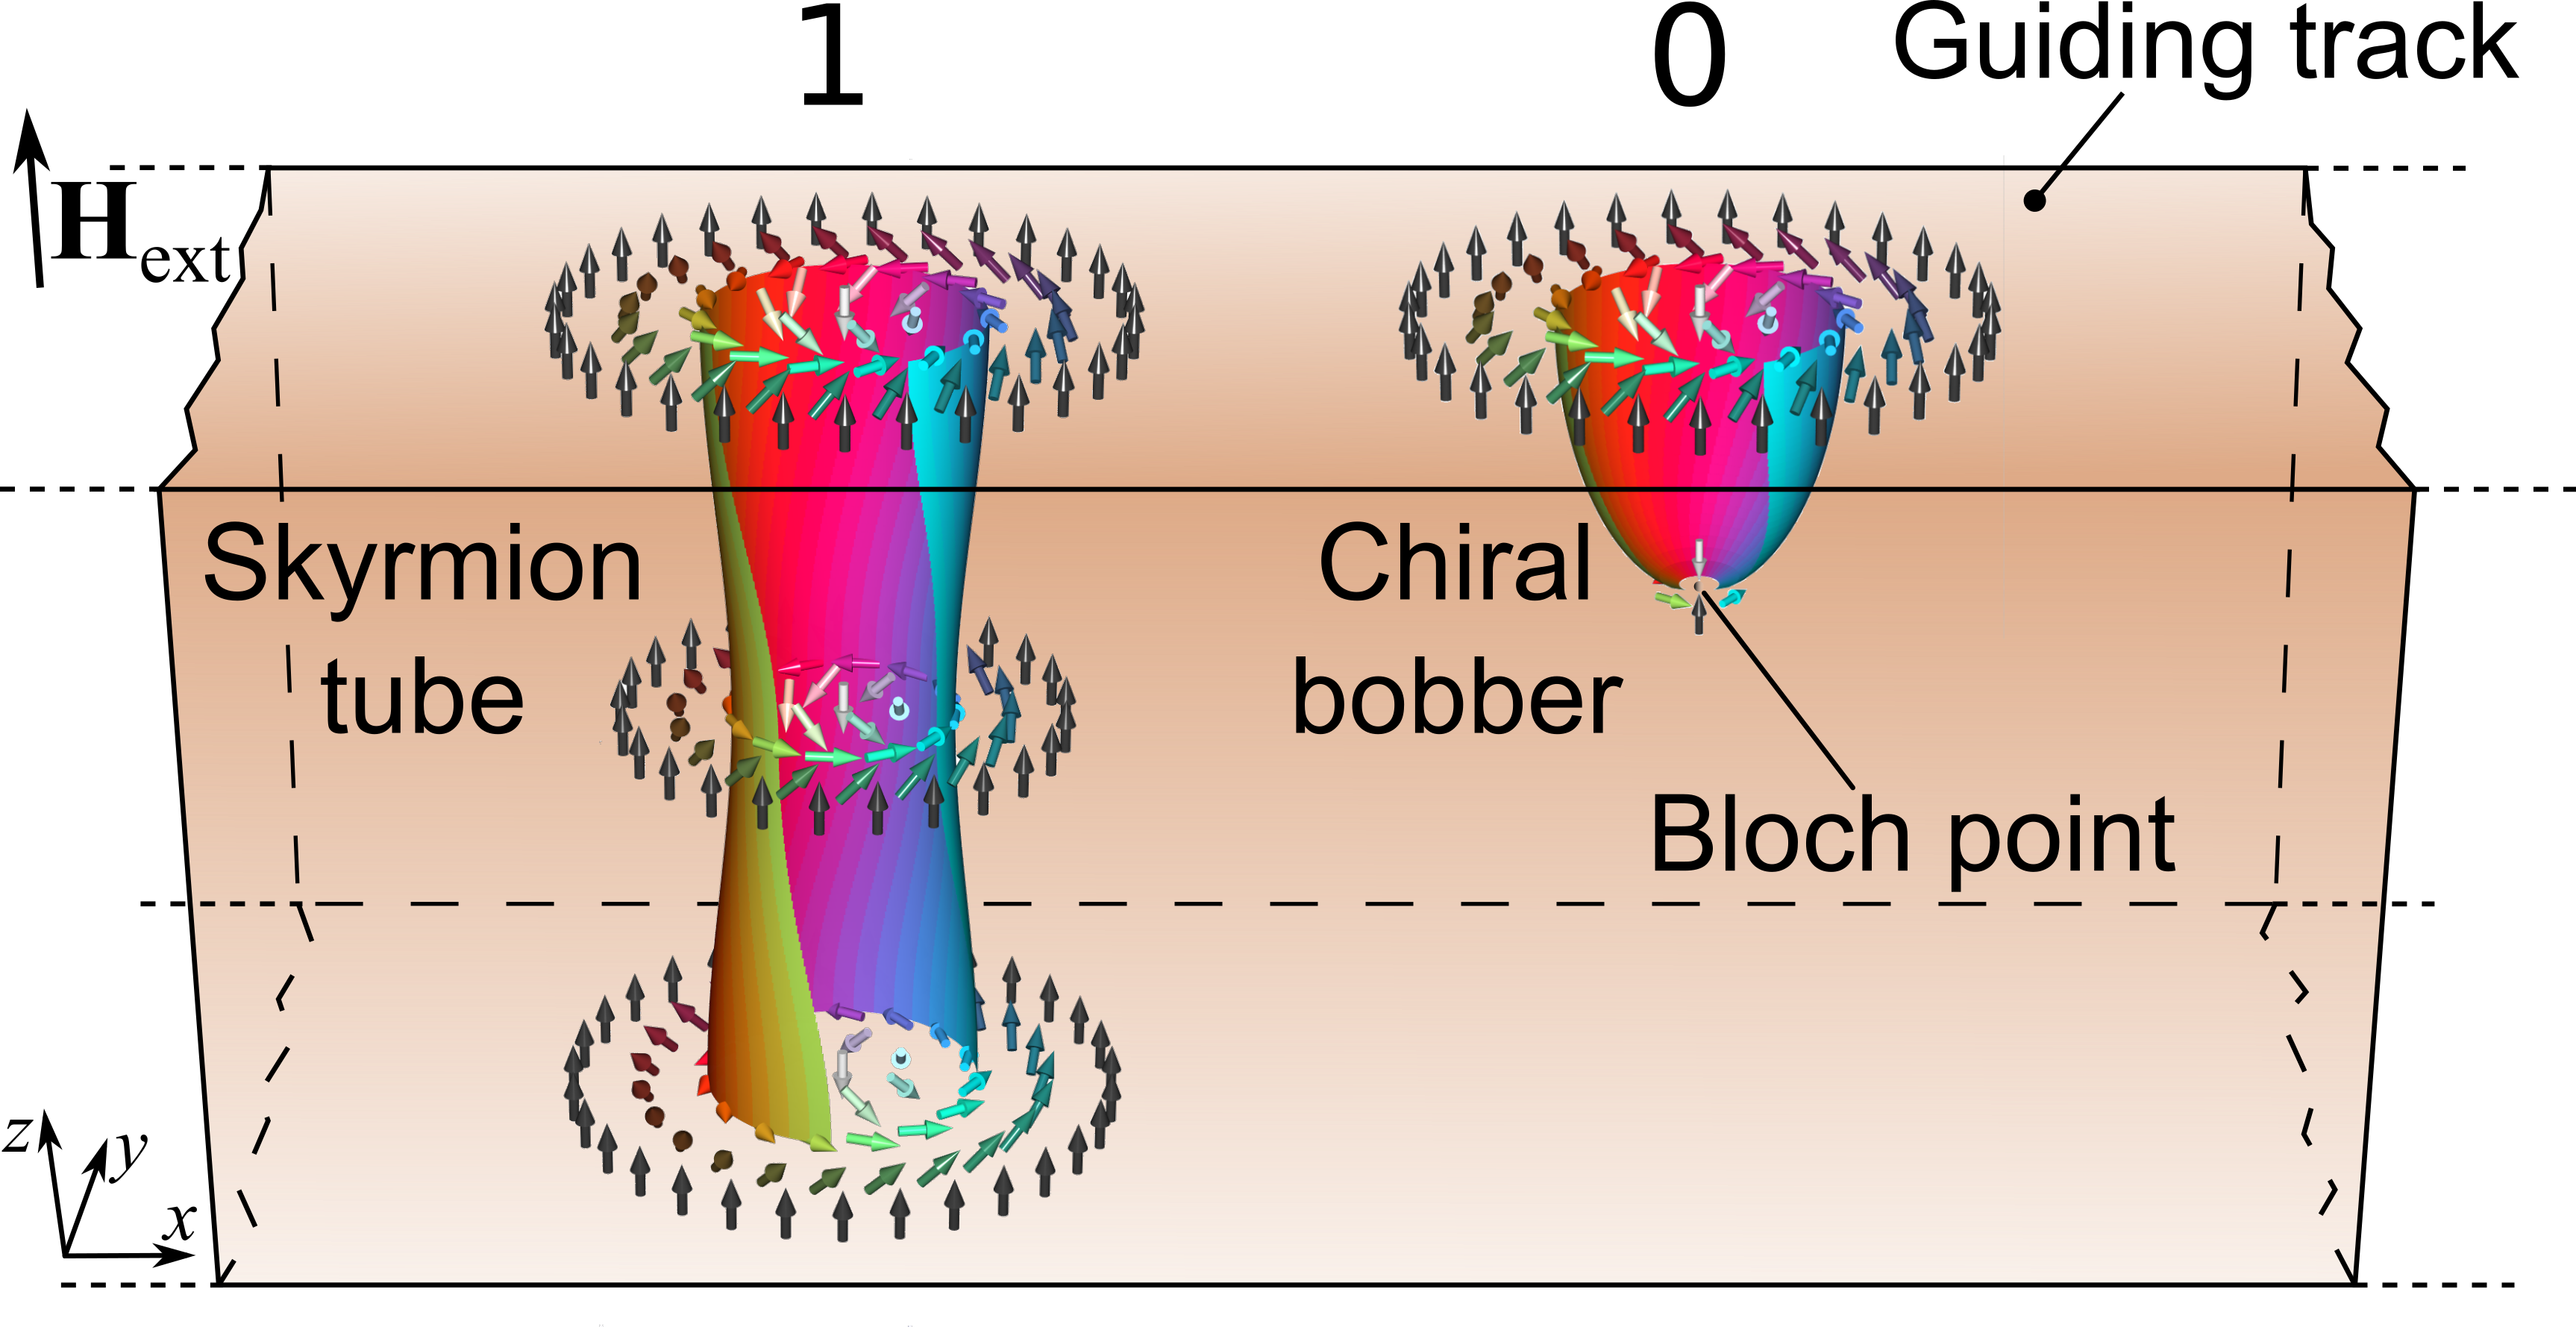 1
0
Guiding track
Hext
Skyrmion
tube
Chiral
bobber
Bloch point
z
y
x